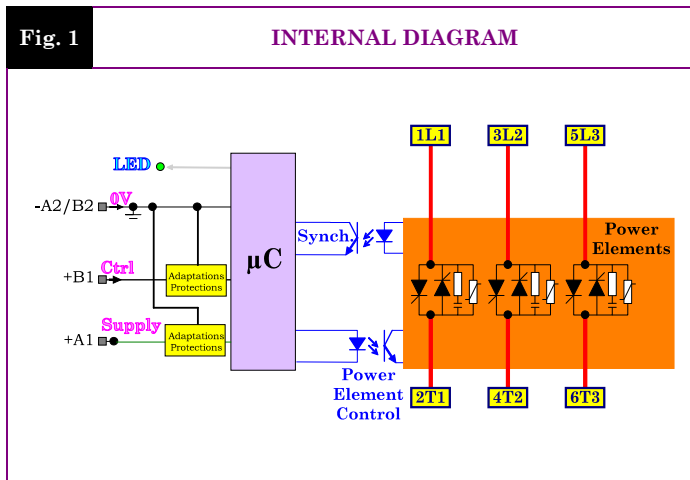 Fig. 1
INTERNAL DIAGRAM
1L1
3L2
5L3
LED
0V
-A2/B2
Synch.
Power
Elements
µC
Ctrl
+B1
Adaptations
Protections
Supply
+A1
Adaptations
Protections
Power
Element
Control
2T1
4T2
6T3